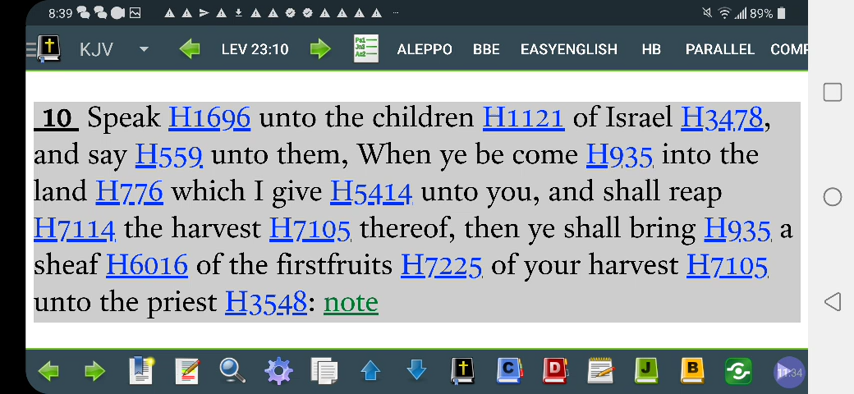 8:39 89%
KJV LEV 23:10 ALEPPO BBE EASYENGLISH HB PARALLEL COMP
10 Speak H1696 unto the children H1121 of Israel H3478,
and say H559 unto them, When ye be come H935 into the
land H776 which I give H5414 unto you, and shall reap
H7114 the harvest H7105 thereof, then ye shall bring H935 a
sheaf H6016 of the firstfruits H7225 of your harvest H7105
unto the priest H3548: note
C D J B